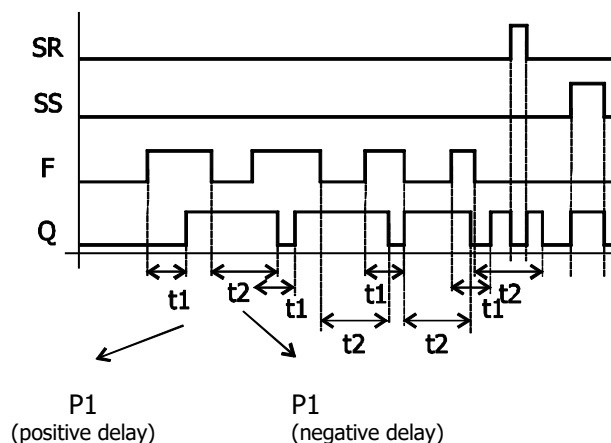 SR
SS
F
Q
t1
t2
t1
t1
t1
t2
t2
t2
P1
(positive delay)
P1
(negative delay)